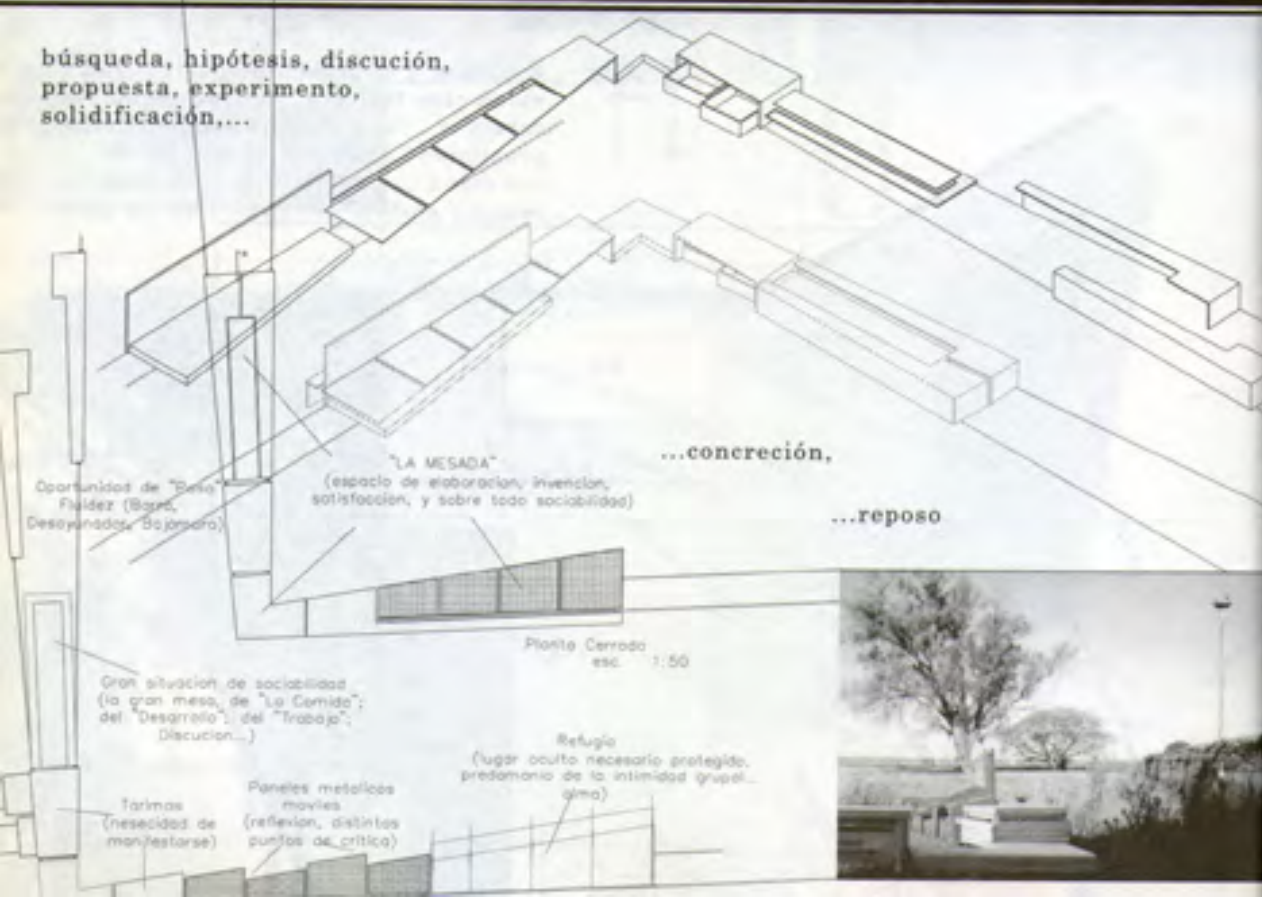 búsqueda, hipótesis, discución,
propuesta, experimento,
solidificación,...
"LA MESADA"
(espacio de elaboracion, invencion,
satisfaccion, y sobre todo sociabilidad)
...concreción,
...reposo
Oportunidad de "Paso"
Fluidez (Barra,
Desayunador, Bajomara)
Planta Cerrada
esc. 1:50
Gran situacion de sociabilidad
(la gran mesa, de "La Comida";
del "Desarrollo"; del "Trabajo";
Discucion...)
Refugio
(lugar oculto necesario protegido,
predominio de la intimidad grupal...
alma)
Tarimas
(nesecidad de
manifestarse)
Paneles metalicos
moviles
(reflexion, distintos
puntos de critica)